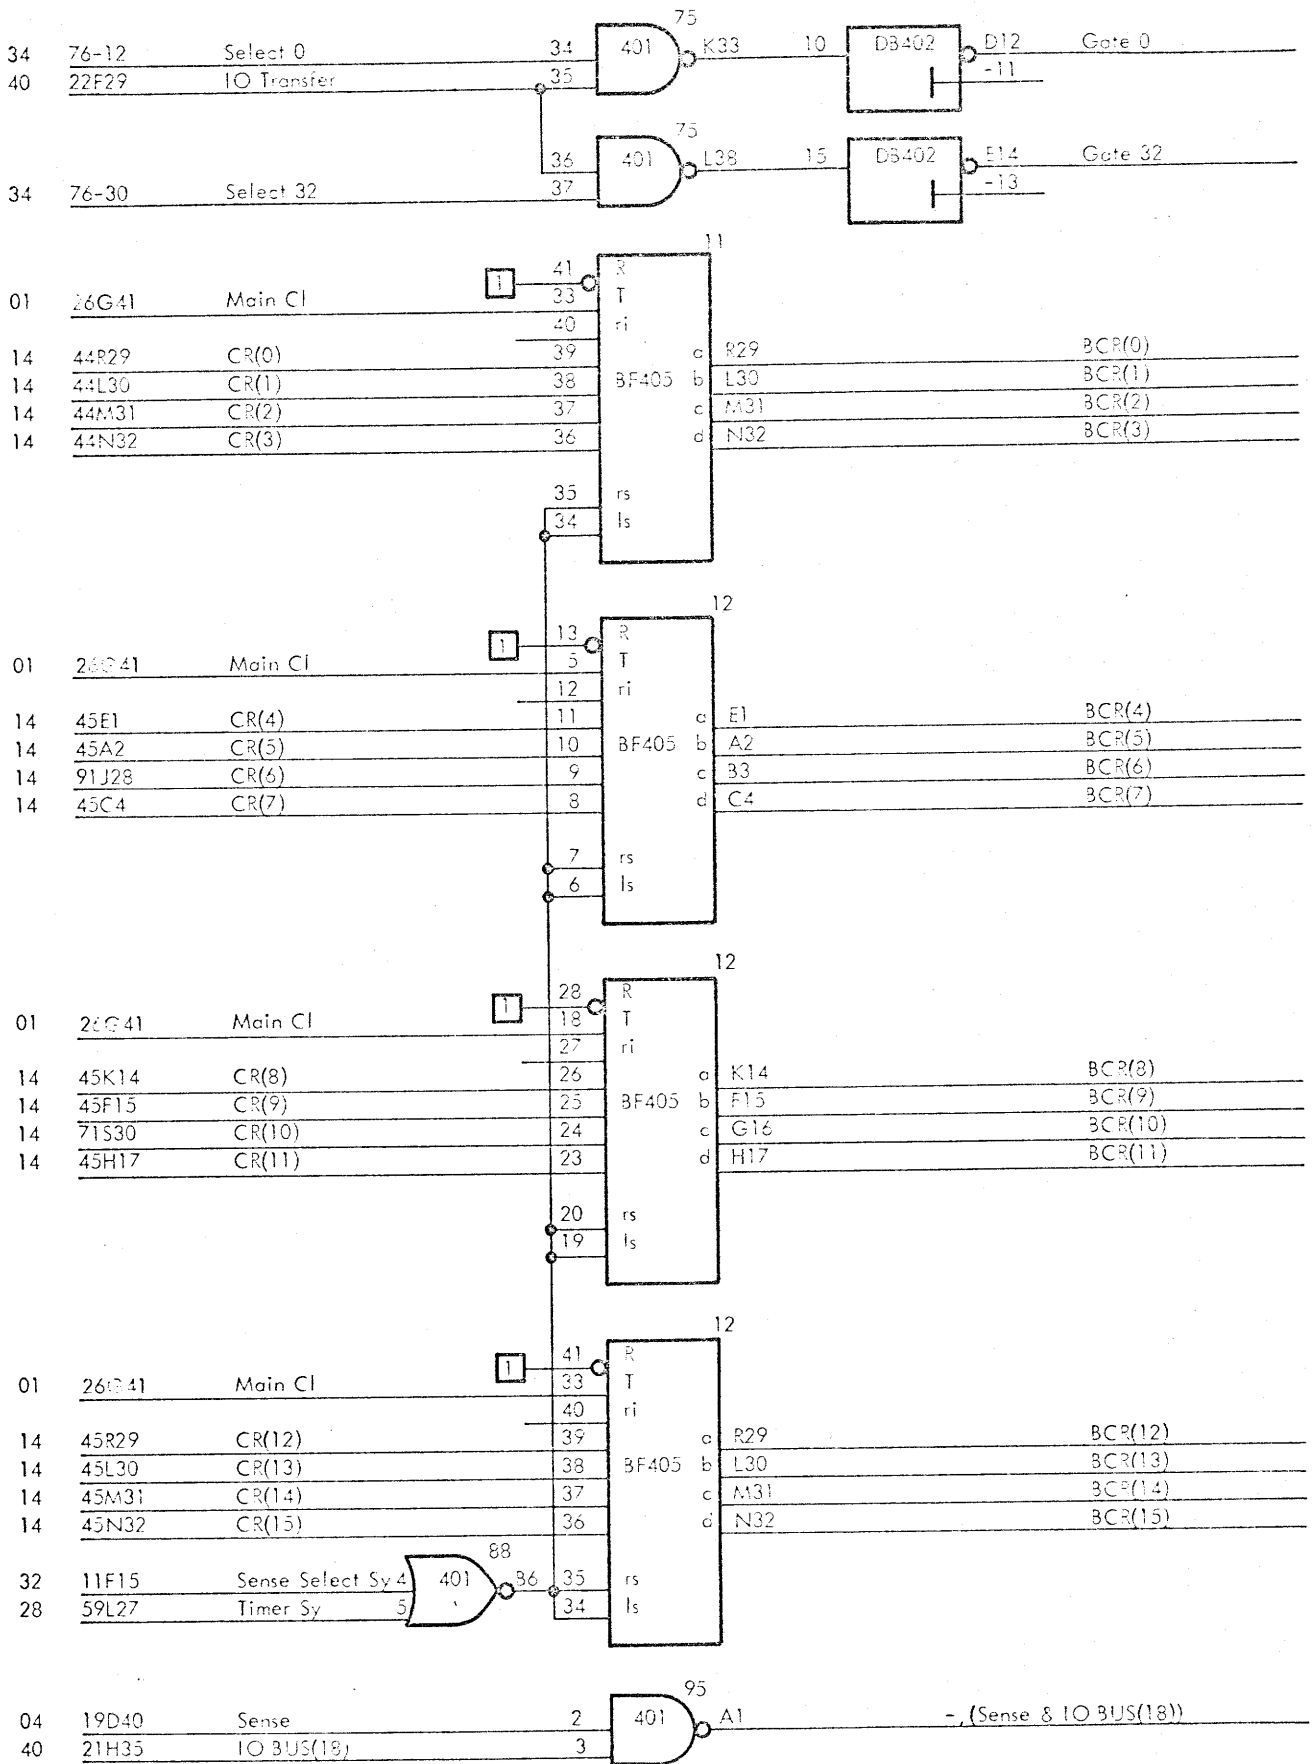 75
34 76-12 Select 0 34 401 K33 10 DB402 D12 Gate 0
40 22F29 IO Transfer 35 -11
75
36 401 L38 15 DB402 E14 Gate 32
34 76-30 Select 32 37 -13
11
1 41 R
01 26G41 Main Cl 33 T
40 ri
14 44R29 CR(0) 39 a R29 BCR(0)
14 44L30 CR(1) 38 BF405 b L30 BCR(1)
14 44M31 CR(2) 37 c M31 BCR(2)
14 44N32 CR(3) 36 d N32 BCR(3)
35 rs
34 ls
12
1 13 R
01 26G41 Main Cl 5 T
12 ri
14 45E1 CR(4) 11 a E1 BCR(4)
14 45A2 CR(5) 10 BF405 b A2 BCR(5)
14 91J28 CR(6) 9 c B3 BCR(6)
14 45C4 CR(7) 8 d C4 BCR(7)
7 rs
6 ls
12
1 28 R
01 26G41 Main Cl 18 T
27 ri
14 45K14 CR(8) 26 a K14 BCR(8)
14 45F15 CR(9) 25 BF405 b F15 BCR(9)
14 71S30 CR(10) 24 c G16 BCR(10)
14 45H17 CR(11) 23 d H17 BCR(11)
20 rs
19 ls
12
1 41 R
01 26G41 Main Cl 33 T
40 ri
14 45R29 CR(12) 39 a R29 BCR(12)
14 45L30 CR(13) 38 BF405 b L30 BCR(13)
14 45M31 CR(14) 37 c M31 BCR(14)
14 45N32 CR(15) 36 d N32 BCR(15)
88
32 11F15 Sense Select Sy 4 401 B6 35 rs
28 59L27 Timer Sy 5 34 ls
95
04 19D40 Sense 2 401 A1 ¬,(Sense & IO BUS(18))
40 21H35 IO BUS(18) 3